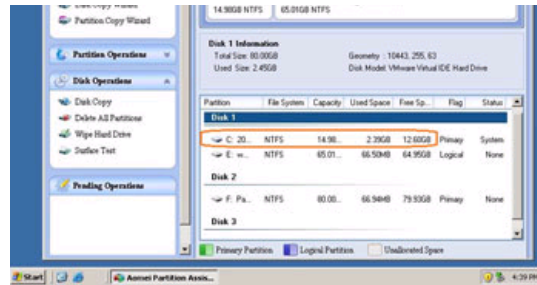 Partition Copy Wizard
Partition Operations
Disk Operations
Disk Copy
Delete All Partitions
Wipe Hard Drive
Surface Test
Pending Operations
14.98GB NTFS 65.01GB NTFS
Disk 1 Information
Total Size: 80.00GB Geometry : 10443, 255, 63
Used Size: 2.45GB Disk Model: VMware Virtual IDE Hard Drive
Partition File System Capacity Used Space Free Sp... Flag Status
Disk 1
C: 20... NTFS 14.98... 2.39GB 12.60GB Primary System
E: w... NTFS 65.01... 66.50MB 64.95GB Logical None
Disk 2
F: Pa... NTFS 80.00... 66.94MB 79.93GB Primary None
Disk 3
Primary Partition Logical Partition Unallocated Space
Start Aomei Partition Assis... 4:39 PM